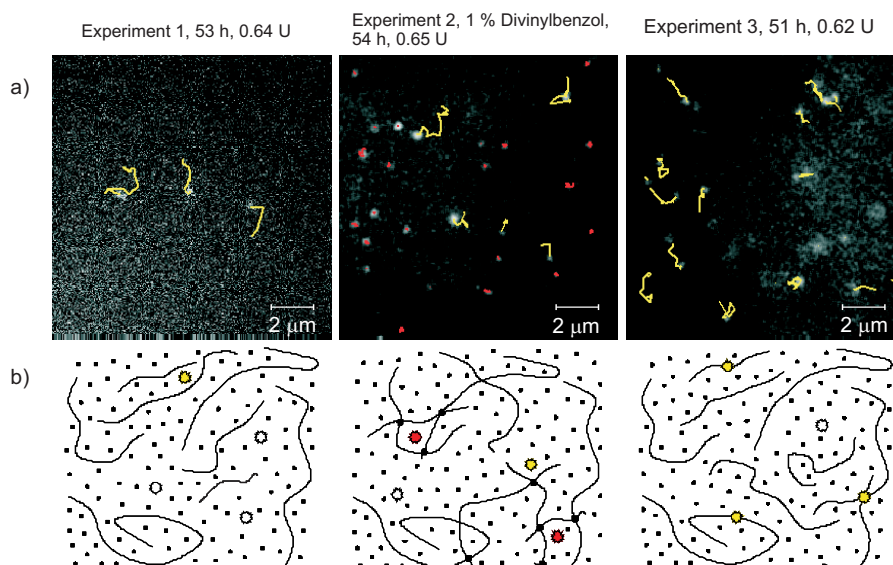 Experiment 1, 53 h, 0.64 U
Experiment 2, 1 % Divinylbenzol,
54 h, 0.65 U
Experiment 3, 51 h, 0.62 U
a)
2 μm
2 μm
2 μm
b)